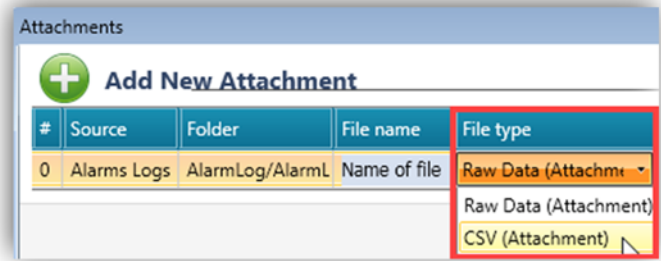 Attachments
Add New Attachment
# Source Folder File name File type
0 Alarms Logs AlarmLog/AlarmL Name of file Raw Data (Attachme
Raw Data (Attachment)
CSV (Attachment)